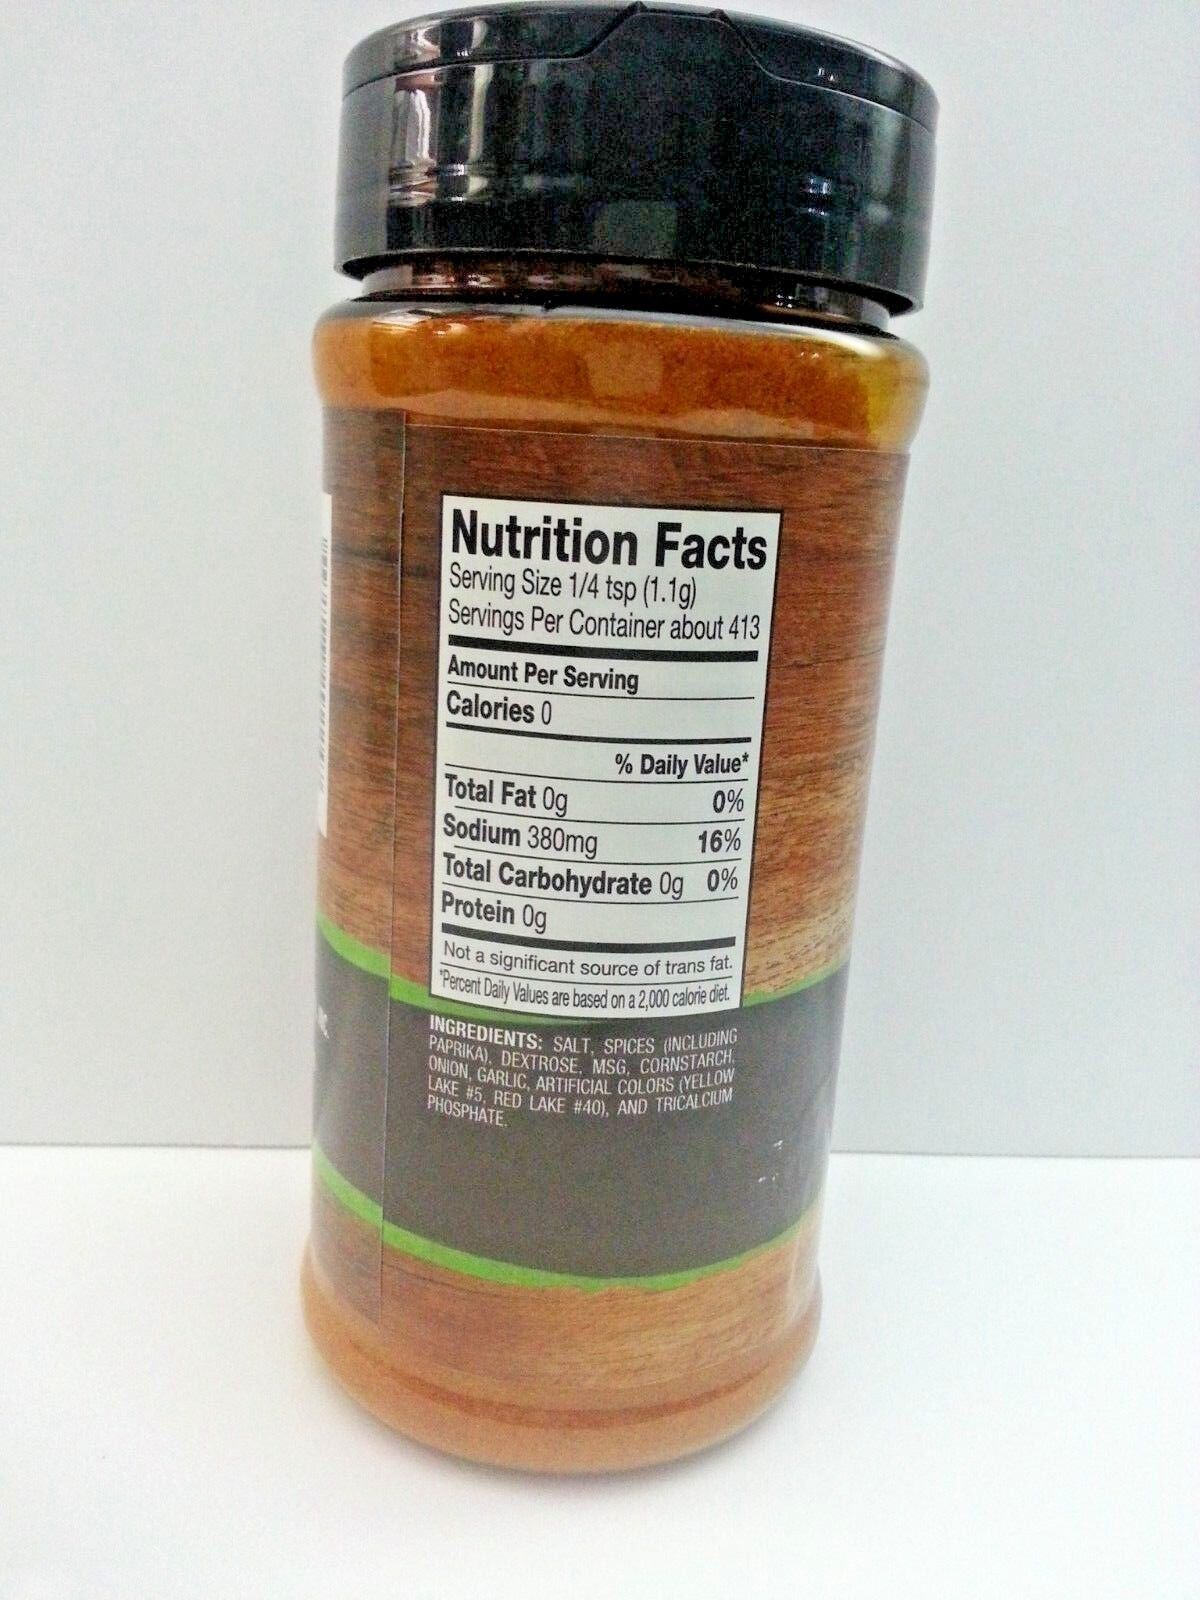 Nutrition Facts
Serving Size 1/4 tsp (1.1g)
Servings Per Container about 413
Amount Per Serving
Calories 0
% Daily Value*
Total Fat 0g 0%
Sodium 380mg 16%
Total Carbohydrate 0g 0%
Protein 0g
Not a significant source of trans fat.
*Percent Daily Values are based on a 2,000 calorie diet.
INGREDIENTS: SALT, SPICES (INCLUDING
PAPRIKA), DEXTROSE, MSG, CORNSTARCH,
ONION, GARLIC, ARTIFICIAL COLORS (YELLOW
LAKE #5, RED LAKE #40), AND TRICALCIUM
PHOSPHATE.